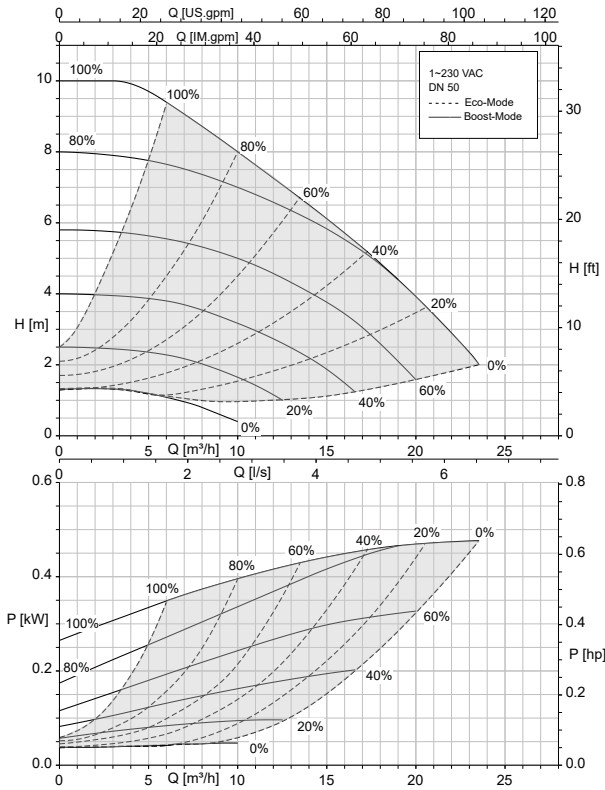 0 20 40 60 80 100 120
Q [US.gpm]
0 20 40 60 80 100
Q [IM.gpm]
1~230 VAC
DN 50
Eco-Mode
Boost-Mode
100%
100%
80%
80%
60%
40%
20%
0%
60%
40%
20%
0%
10
8
6
4
2
0
H [m]
30
20
10
0
H [ft]
5 10 15 20 25
Q [m³/h]
0 2 4 6
Q [l/s]
0.6
0.4
0.2
0.0
P [kW]
0.8
0.6
0.4
0.2
0.0
P [hp]
100%
80%
60%
40%
20%
0%
100%
80%
60%
40%
20%
0%
0 5 10 15 20 25
Q [m³/h]